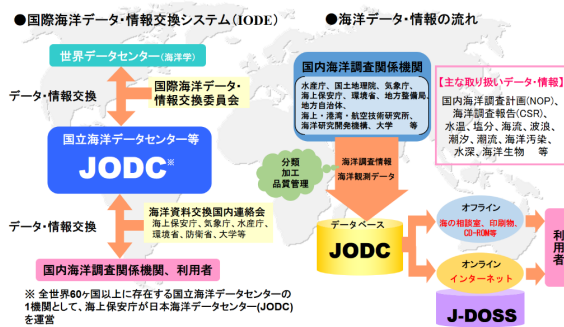 ●国際海洋データ・情報交換システム(IODE)
世界データセンター(海洋学)
データ・情報交換
国際海洋データ・
情報交換委員会
国立海洋データセンター等
JODC※
データ・情報交換
海洋資料交換国内連絡会
海上保安庁、気象庁、水産庁、
環境省、防衛省、大学等
国内海洋調査関係機関、利用者
※ 全世界60ヶ国以上に存在する国立海洋データセンターの
1機関として、海上保安庁が日本海洋データセンター(JODC)
を運営
●海洋データ・情報の流れ
国内海洋調査関係機関
水産庁、国土地理院、気象庁、
海上保安庁、環境省、地方整備局、
地方自治体、
海上・港湾・航空技術研究所、
海洋研究開発機構、大学 等
【主な取り扱いデータ・情報】
国内海洋調査計画(NOP)、
海洋調査報告(CSR)、
水温、塩分、海流、波浪、
潮汐、潮流、海洋汚染、
水深、海洋生物 等
分類
加工
品質管理
海洋調査情報
海洋観測データ
データベース
JODC
オフライン
海の相談室、印刷物、
CD-ROM等
オンライン
インターネット
J-DOSS
利用者